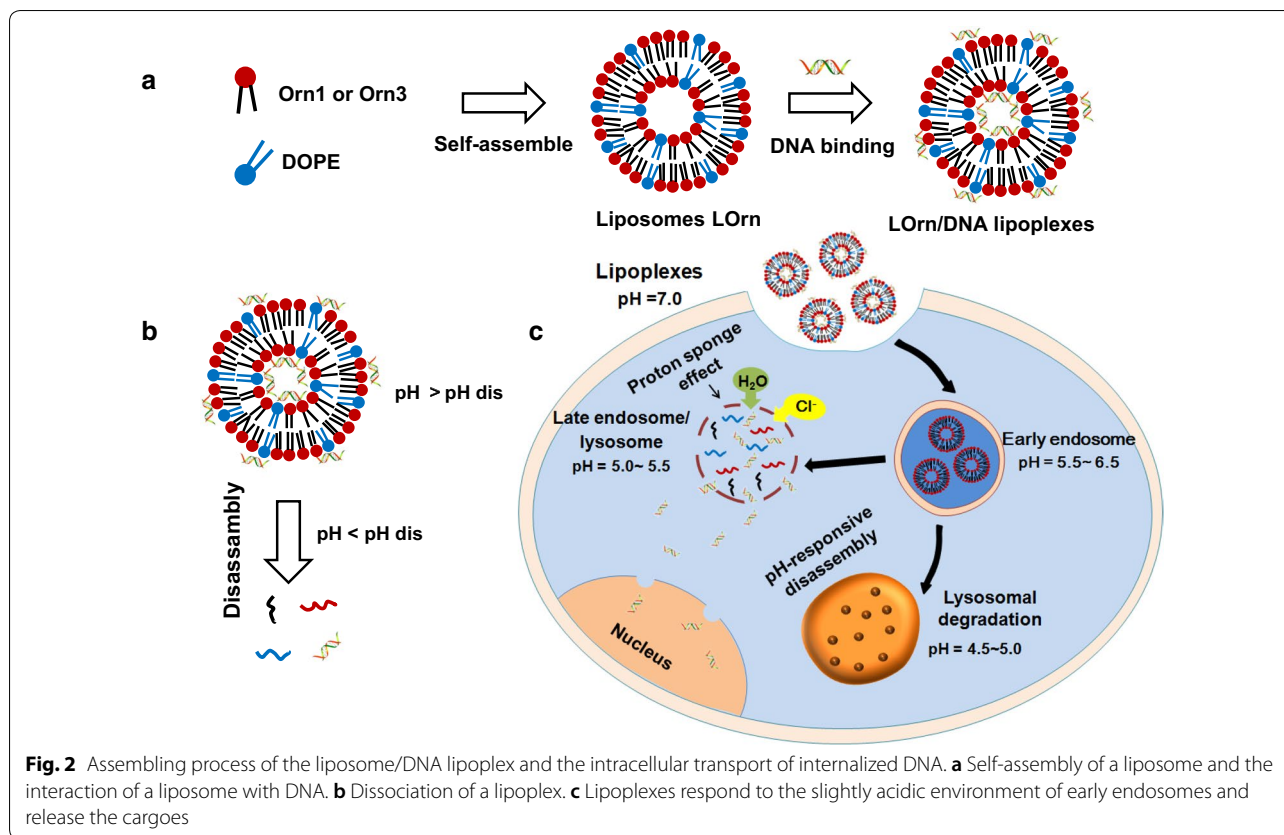 a
Orn1 or Orn3
DOPE
Self-assemble
Liposomes LOrn
DNA binding
LOrn/DNA lipoplexes
b
pH > pH dis
Disassambly
pH < pH dis
c
Lipoplexes
pH =7.0
Proton sponge
effect
H₂O
Cl⁻
Late endosome/
lysosome
pH = 5.0~ 5.5
Early endosome
pH = 5.5~ 6.5
pH-responsive
disassembly
Lysosomal
degradation
pH = 4.5~5.0
Nucleus
Fig. 2 Assembling process of the liposome/DNA lipoplex and the intracellular transport of internalized DNA. a Self-assembly of a liposome and the
interaction of a liposome with DNA. b Dissociation of a lipoplex. c Lipoplexes respond to the slightly acidic environment of early endosomes and
release the cargoes